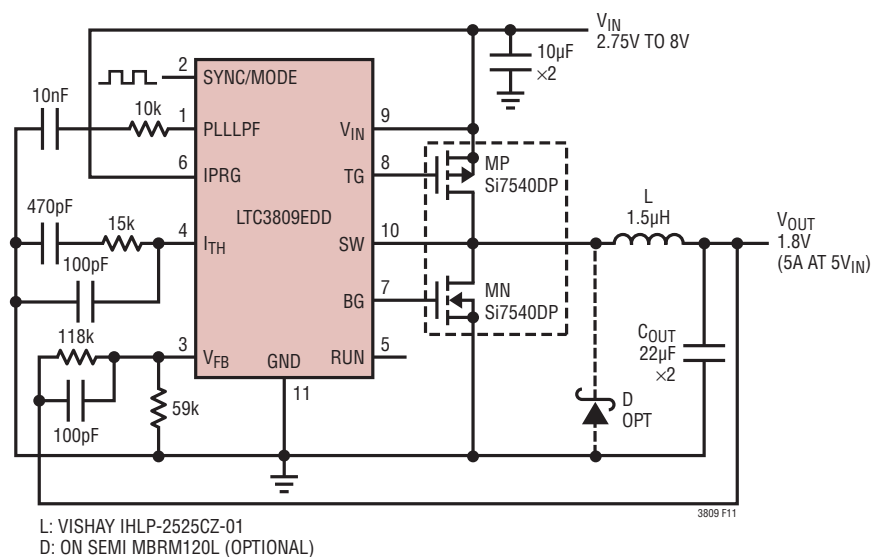 V_IN
2.75V TO 8V
10µF
×2
2
SYNC/MODE
10nF
10k
1
PLLLPF
V_IN
9
6
IPRG
TG
8
MP
Si7540DP
LTC3809EDD
470pF
15k
4
I_TH
SW
10
L
1.5µH
V_OUT
1.8V
(5A AT 5V_IN)
100pF
BG
7
MN
Si7540DP
118k
3
V_FB
GND
RUN
5
C_OUT
22µF
×2
11
100pF
59k
D
OPT
3809 F11
L: VISHAY IHLP-2525CZ-01
D: ON SEMI MBRM120L (OPTIONAL)